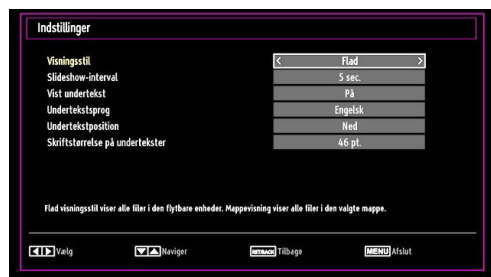 Indstillinger
Visningsstil < Flad >
Slideshow-interval 5 sec.
Vist undertekst På
Undertekstsprog Engelsk
Undertekstposition Ned
Skriftstørrelse på undertekster 46 pt.
Flad visningsstil viser alle filer i den flytbare enheder. Mappevisning viser alle filer i den valgte mappe.
Vælg Naviger RETBACK Tilbage MENU Afslut